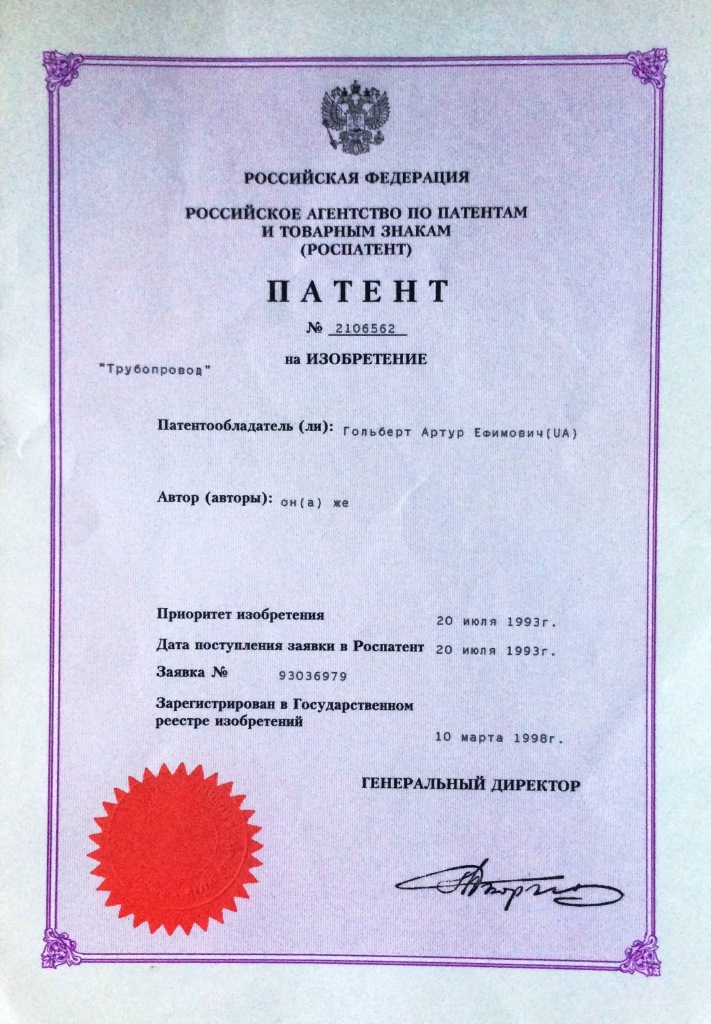 РОССИЙСКАЯ ФЕДЕРАЦИЯ
РОССИЙСКОЕ АГЕНТСТВО ПО ПАТЕНТАМ
И ТОВАРНЫМ ЗНАКАМ
(РОСПАТЕНТ)
ПАТЕНТ
№ 2106562
на ИЗОБРЕТЕНИЕ
"Трубопровод"
Патентообладатель (ли): Гольберт Артур Ефимович(UA)
Автор (авторы): он(а) же
Приоритет изобретения 20 июля 1993г.
Дата поступления заявки в Роспатент 20 июля 1993г.
Заявка № 93036979
Зарегистрирован в Государственном
реестре изобретений
10 марта 1998г.
ГЕНЕРАЛЬНЫЙ ДИРЕКТОР